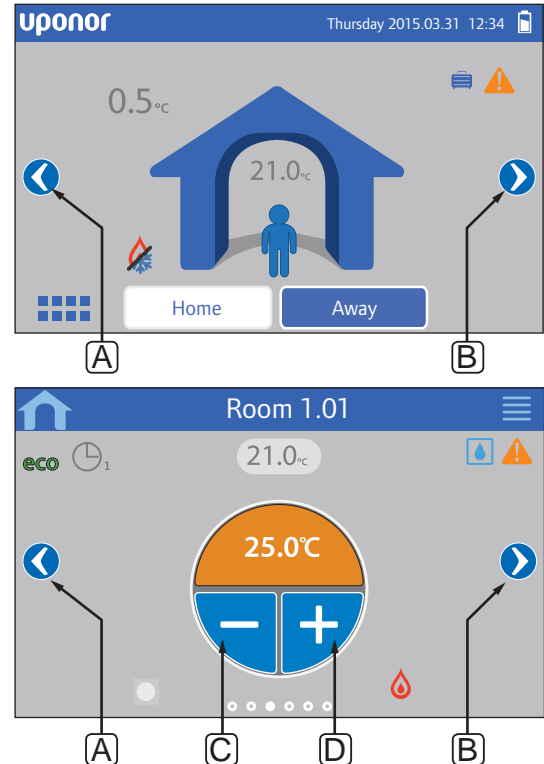 uponor Thursday 2015.03.31 12:34
0.5°C
21.0°C
Home Away
A B
Room 1.01
eco 1 21.0°C
25.0°C
− +
A C D B